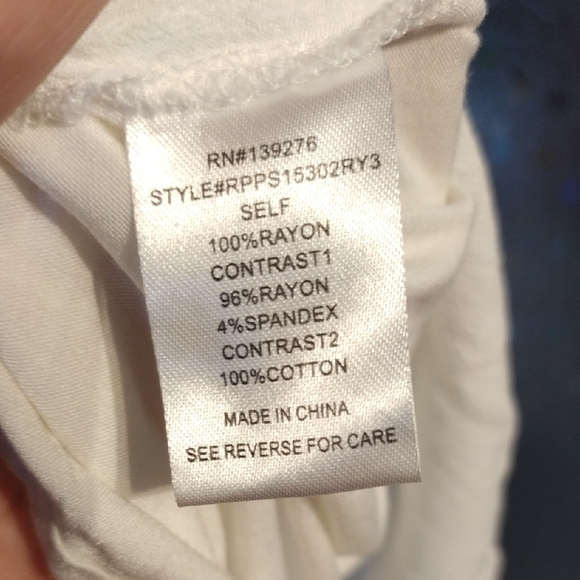 RN#139276
STYLE#RPPS15302RY3
SELF
100%RAYON
CONTRAST1
96%RAYON
4%SPANDEX
CONTRAST2
100%COTTON
MADE IN CHINA
SEE REVERSE FOR CARE